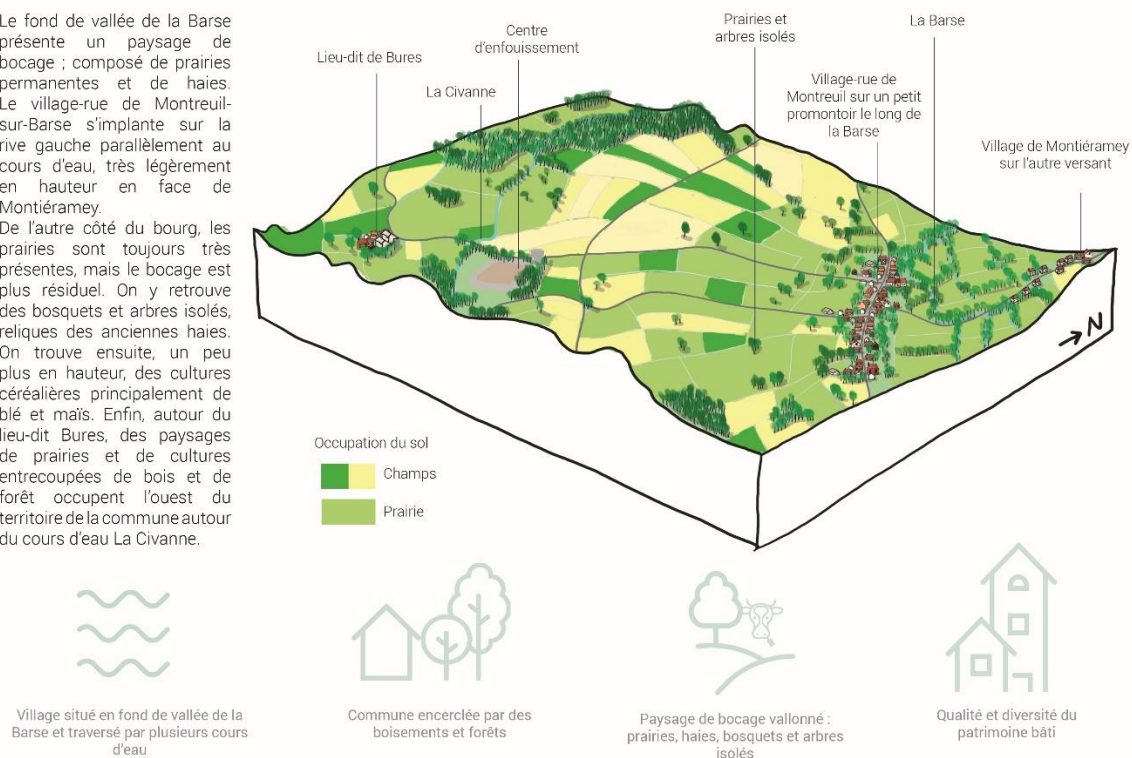 Le fond de vallée de la Barse
présente un paysage de
bocage ; composé de prairies
permanentes et de haies.
Le village-rue de Montreuil-
sur-Barse s'implante sur la
rive gauche parallèlement au
cours d'eau, très légèrement
en hauteur en face de
Montiéramey.
De l'autre côté du bourg, les
prairies sont toujours très
présentes, mais le bocage est
plus résiduel. On y retrouve
des bosquets et arbres isolés,
reliques des anciennes haies.
On trouve ensuite, un peu
plus en hauteur, des cultures
céréalières principalement de
blé et maïs. Enfin, autour du
lieu-dit Bures, des paysages
de prairies et de cultures
entrecoupées de bois et de
forêt occupent l'ouest du
territoire de la commune autour
du cours d'eau La Civanne.
Lieu-dit de Bures
La Civanne
Centre
d'enfouissement
Prairies et
arbres isolés
Village-rue de
Montreuil sur un petit
promontoir le long de
la Barse
La Barse
Village de Montiéramey
sur l'autre versant
N
Occupation du sol
Champs
Prairie
Village situé en fond de vallée de la
Barse et traversé par plusieurs cours
d'eau
Commune encerclée par des
boisements et forêts
Paysage de bocage vallonné :
prairies, haies, bosquets et arbres
isolés
Qualité et diversité du
patrimoine bâti